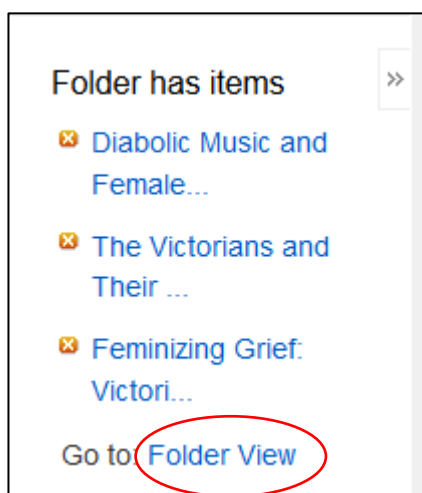 Folder has items
»
Diabolic Music and
Female...
The Victorians and
Their ...
Feminizing Grief:
Victori...
Go to: Folder View